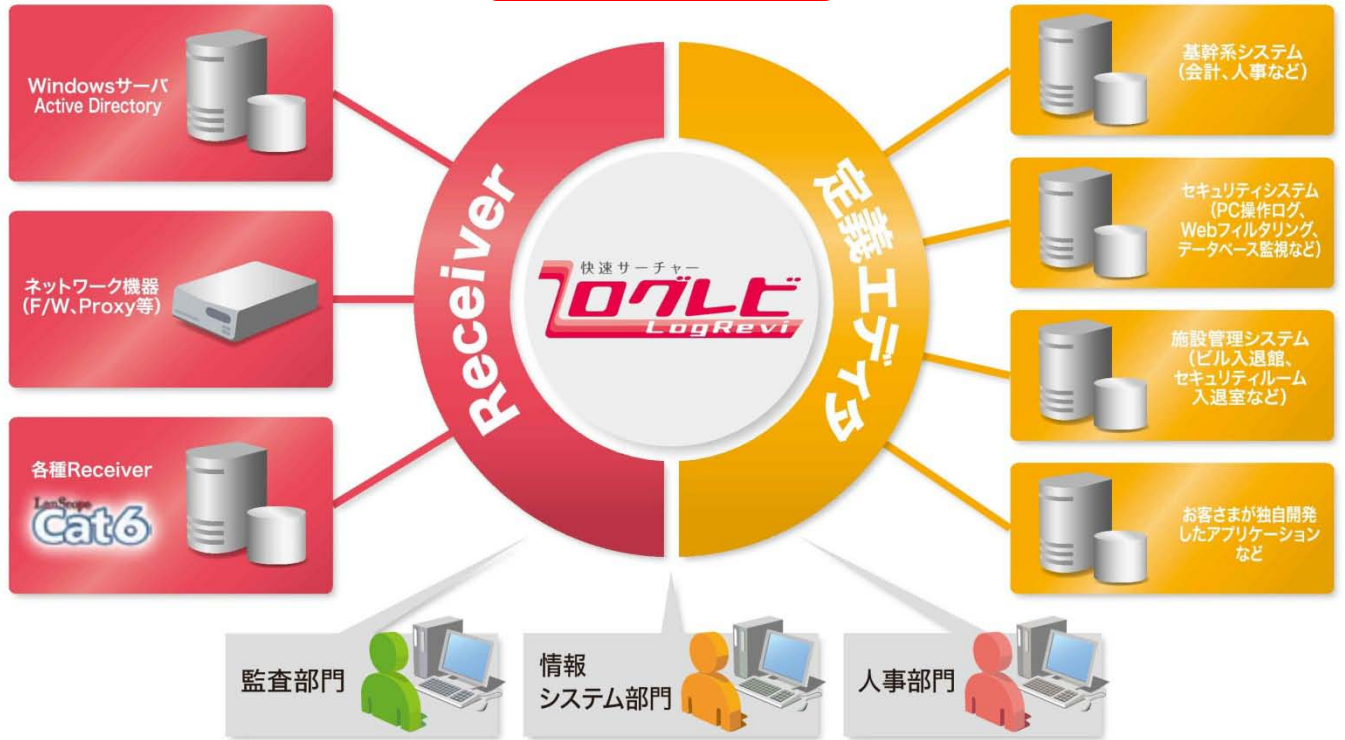 Windowsサーバ
Active Directory
ネットワーク機器
(F/W、Proxy等)
各種Receiver
LanScope
Cat6
Receiver
快速サーチャー
ログレビ
LogRevi
定義エディタ
基幹系システム
(会計、人事など)
セキュリティシステム
(PC操作ログ、
Webフィルタリング、
データベース監視など)
施設管理システム
(ビル入退館、
セキュリティルーム
入退室など)
お客さまが独自開発
したアプリケーション
など
監査部門
情報
システム部門
人事部門